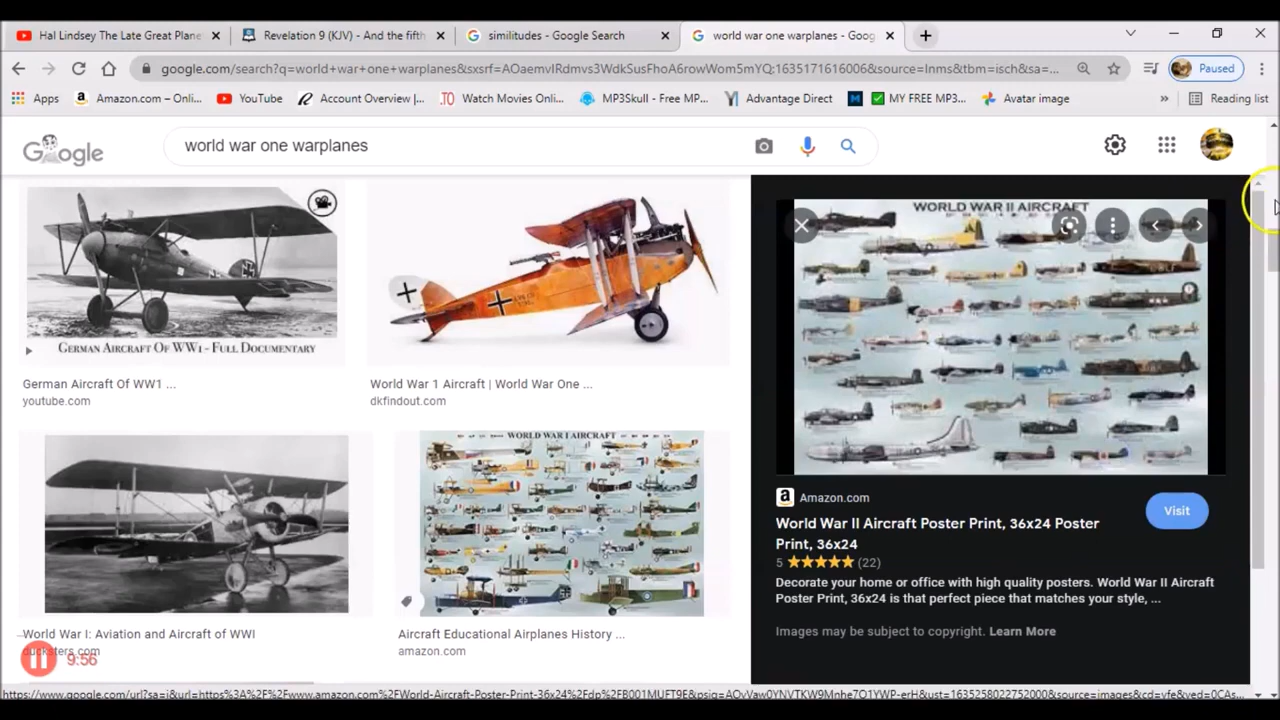 Hal Lindsey The Late Great Plane
Revelation 9 (KJV) - And the fifth
similitudes - Google Search
world war one warplanes - Goog
google.com/search?q=world+war+one+warplanes&sxsrf=AOaemvIRdmvs3WdkSusFhoA6rowWom5mYQ:1635171616006&source=lnms&tbm=isch&sa=...
Paused
Apps
Amazon.com – Onli...
YouTube
Account Overview |...
Watch Movies Onli...
MP3Skull - Free MP...
Advantage Direct
MY FREE MP3...
Avatar image
»
Reading list
Google
world war one warplanes
GERMAN AIRCRAFT OF WW1 - FULL DOCUMENTARY
German Aircraft Of WW1 ...
youtube.com
World War 1 Aircraft | World War One ...
dkfindout.com
WORLD WAR I AIRCRAFT
World War I: Aviation and Aircraft of WWI
ducksters.com
Aircraft Educational Airplanes History ...
amazon.com
WORLD WAR II AIRCRAFT
Amazon.com
World War II Aircraft Poster Print, 36x24 Poster
Print, 36x24
Visit
5 ★★★★★ (22)
Decorate your home or office with high quality posters. World War II Aircraft
Poster Print, 36x24 is that perfect piece that matches your style, ...
Images may be subject to copyright. Learn More
9:56